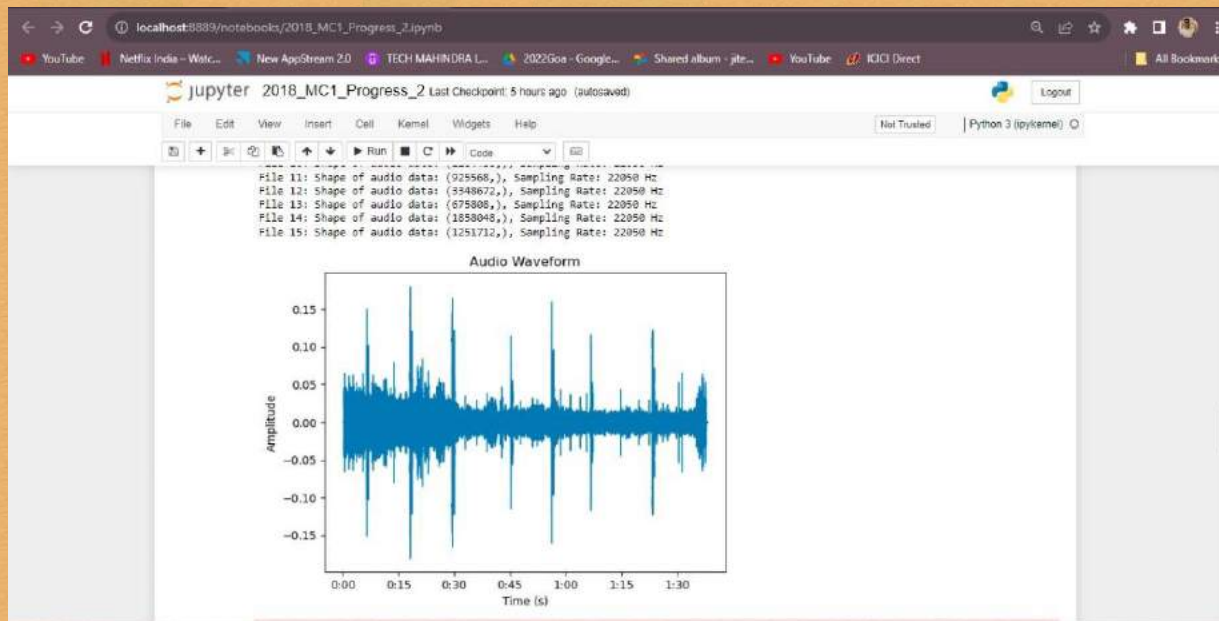 localhost:8889/notebooks/2018_MC1_Progress_2.ipynb
YouTube Netflix India – Watc... New AppStream 2.0 TECH MAHINDRA L... 2022Goa - Google... Shared album - jite... YouTube ICICI Direct All Bookmark
jupyter 2018_MC1_Progress_2 Last Checkpoint: 5 hours ago (autosaved) Logout
File Edit View Insert Cell Kernel Widgets Help Not Trusted Python 3 (ipykernel)
Run Code
File 11: Shape of audio data: (925568,), Sampling Rate: 22050 Hz
File 12: Shape of audio data: (3348672,), Sampling Rate: 22050 Hz
File 13: Shape of audio data: (675808,), Sampling Rate: 22050 Hz
File 14: Shape of audio data: (1858048,), Sampling Rate: 22050 Hz
File 15: Shape of audio data: (1251712,), Sampling Rate: 22050 Hz
Audio Waveform
0.15
0.10
0.05
0.00
−0.05
−0.10
−0.15
Amplitude
0:00 0:15 0:30 0:45 1:00 1:15 1:30
Time (s)